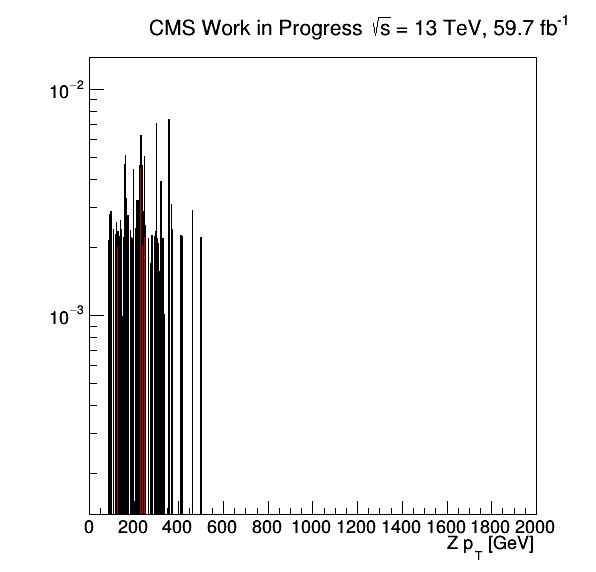 CMS Work in Progress √s = 13 TeV, 59.7 fb⁻¹
10⁻²
10⁻³
0 200 400 600 800 1000 1200 1400 1600 1800 2000
Z p_T [GeV]